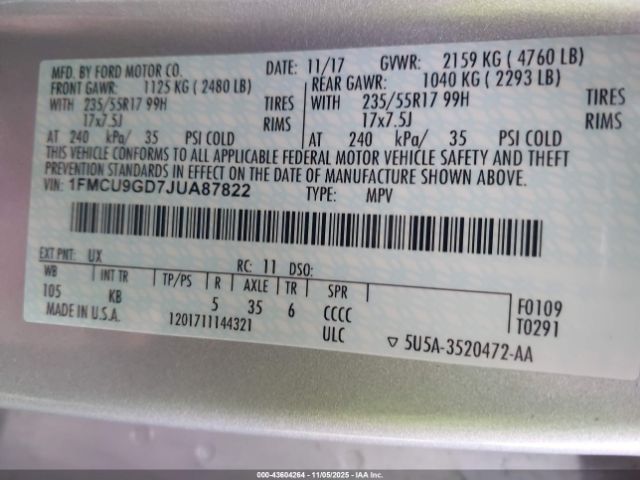 MFD. BY FORD MOTOR CO.
DATE: 11/17 GVWR: 2159 KG ( 4760 LB)
FRONT GAWR: 1125 KG ( 2480 LB) REAR GAWR: 1040 KG ( 2293 LB)
WITH 235/55R17 99H TIRES WITH 235/55R17 99H TIRES
17x7.5J RIMS 17x7.5J RIMS
AT 240 kPa/ 35 PSI COLD AT 240 kPa/ 35 PSI COLD
THIS VEHICLE CONFORMS TO ALL APPLICABLE FEDERAL MOTOR VEHICLE SAFETY AND THEFT
PREVENTION STANDARDS IN EFFECT ON THE DATE OF MANUFACTURE SHOWN ABOVE.
VIN: 1FMCU9GD7JUA87822 TYPE: MPV
EXT PNT: UX RC: 11 DSO:
WB INT TR TP/PS R AXLE TR SPR
105 KB 5 35 6 CCCC F0109
MADE IN U.S.A. 1201711144321 ULC T0291
▽ 5U5A-3520472-AA
000-43604264 - 11/05/2025 - IAA.COM